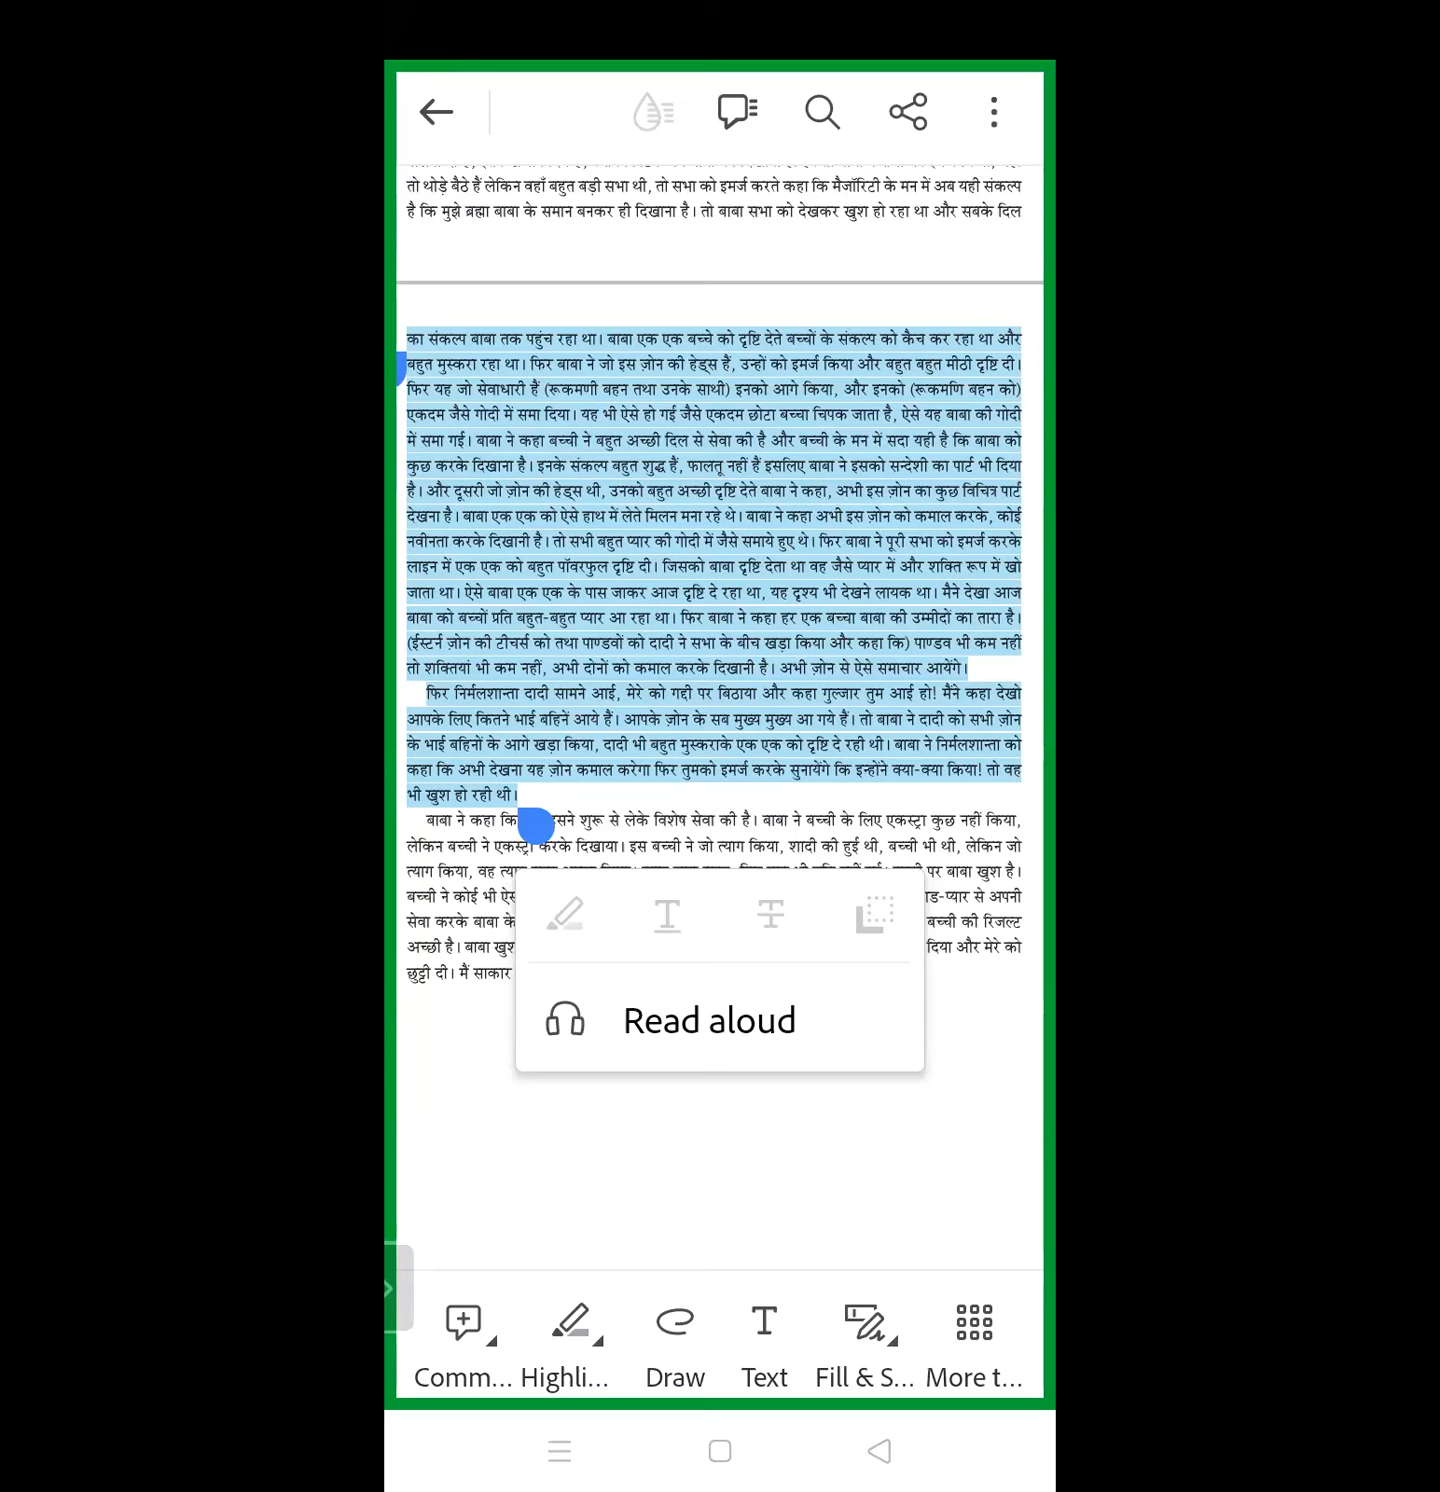 तो थोड़े बैठे हैं लेकिन वहाँ बहुत बड़ी सभा थी, तो सभा को इमर्ज करते कहा कि मैजॉरिटी के मन में अब यही संकल्प
है कि मुझे ब्रह्मा बाबा के समान बनकर ही दिखाना है। तो बाबा सभा को देखकर खुश हो रहा था और सबके दिल
का संकल्प बाबा तक पहुंच रहा था। बाबा एक एक बच्चे को दृष्टि देते बच्चों के संकल्प को कैच कर रहा था और
बहुत मुस्करा रहा था। फिर बाबा ने जो इस ज़ोन की हेड्स हैं, उन्हों को इमर्ज किया और बहुत बहुत मीठी दृष्टि दी।
फिर यह जो सेवाधारी हैं (रूकमणी बहन तथा उनके साथी) इनको आगे किया, और इनको (रूकमणि बहन को)
एकदम जैसे गोदी में समा दिया। यह भी ऐसे हो गई जैसे एकदम छोटा बच्चा चिपक जाता है, ऐसे यह बाबा की गोदी
में समा गई। बाबा ने कहा बच्ची ने बहुत अच्छी दिल से सेवा की है और बच्ची के मन में सदा यही है कि बाबा को
कुछ करके दिखाना है। इनके संकल्प बहुत शुद्ध हैं, फालतू नहीं हैं इसलिए बाबा ने इसको सन्देशी का पार्ट भी दिया
है। और दूसरी जो ज़ोन की हेड्स थी, उनको बहुत अच्छी दृष्टि देते बाबा ने कहा, अभी इस ज़ोन का कुछ विचित्र पार्ट
देखना है। बाबा एक एक को ऐसे हाथ में लेते मिलन मना रहे थे। बाबा ने कहा अभी इस ज़ोन को कमाल करके, कोई
नवीनता करके दिखानी है। तो सभी बहुत प्यार की गोदी में जैसे समाये हुए थे। फिर बाबा ने पूरी सभा को इमर्ज करके
लाइन में एक एक को बहुत पॉवरफुल दृष्टि दी। जिसको बाबा दृष्टि देता था वह जैसे प्यार में और शक्ति रूप में खो
जाता था। ऐसे बाबा एक एक के पास जाकर आज दृष्टि दे रहा था, यह दृश्य भी देखने लायक था। मैने देखा आज
बाबा को बच्चों प्रति बहुत-बहुत प्यार आ रहा था। फिर बाबा ने कहा हर एक बच्चा बाबा की उम्मीदों का तारा है।
(ईस्टर्न ज़ोन की टीचर्स को तथा पाण्डवों को दादी ने सभा के बीच खड़ा किया और कहा कि) पाण्डव भी कम नहीं
तो शक्तियां भी कम नहीं, अभी दोनों को कमाल करके दिखानी है। अभी ज़ोन से ऐसे समाचार आयेंगे।
फिर निर्मलशान्ता दादी सामने आई, मेरे को गद्दी पर बिठाया और कहा गुल्जार तुम आई हो! मैंने कहा देखो
आपके लिए कितने भाई बहिनें आये हैं। आपके ज़ोन के सब मुख्य मुख्य आ गये हैं। तो बाबा ने दादी को सभी ज़ोन
के भाई बहिनों के आगे खड़ा किया, दादी भी बहुत मुस्कराके एक एक को दृष्टि दे रही थी। बाबा ने निर्मलशान्ता को
कहा कि अभी देखना यह ज़ोन कमाल करेगा फिर तुमको इमर्ज करके सुनायेंगे कि इन्होंने क्या-क्या किया! तो वह
भी खुश हो रही थी।
बाबा ने कहा कि शुरू से लेके विशेष सेवा की है। बाबा ने बच्ची के लिए एकस्ट्रा कुछ नहीं किया,
लेकिन बच्ची ने एकस्ट्रा करके दिखाया। इस बच्ची ने जो त्याग किया, शादी की हुई थी, बच्ची भी थी, लेकिन जो
त्याग किया, वह पर बाबा खुश है।
बच्ची ने कोई भी प्यार से अपनी
सेवा करके बाबा के बच्ची की रिजल्ट
अच्छी है। बाबा दिया और मेरे को
छुट्टी दी। मैं साकार
Read aloud
Comm... Highli... Draw Text Fill & S... More t...